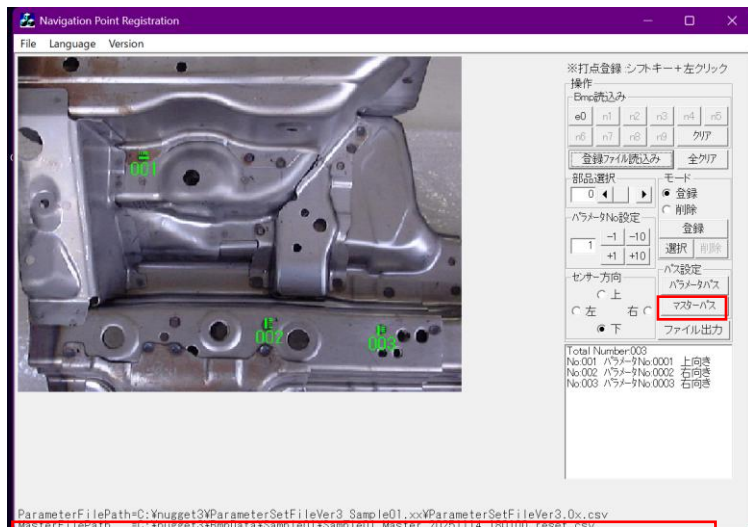 Navigation Point Registration
File Language Version
※打点登録:シフトキー+左クリック
操作
Bmp読込み
e0 n1 n2 n3 n4 n5
n6 n7 n8 n9 クリア
登録ファイル読込み 全クリア
部品選択
0
モード
登録
削除
登録
選択 削除
パラメータNo設定
1
-1 -10
+1 +10
センサー方向
上
左 右
下
パス設定
パラメータパス
マスターパス
ファイル出力
Total Number:003
No:001 パラメータNo:0001 上向き
No:002 パラメータNo:0002 右向き
No:003 パラメータNo:0003 右向き
001
002
003
ParameterFilePath=C:¥nugget3¥ParameterSetFileVer3_Sample01.xx¥ParameterSetFileVer3.0x.csv
MasterFilePath =C:¥nugget3¥BmpData¥Sample01¥Sample01_Master_20251114_180100_reset.csv